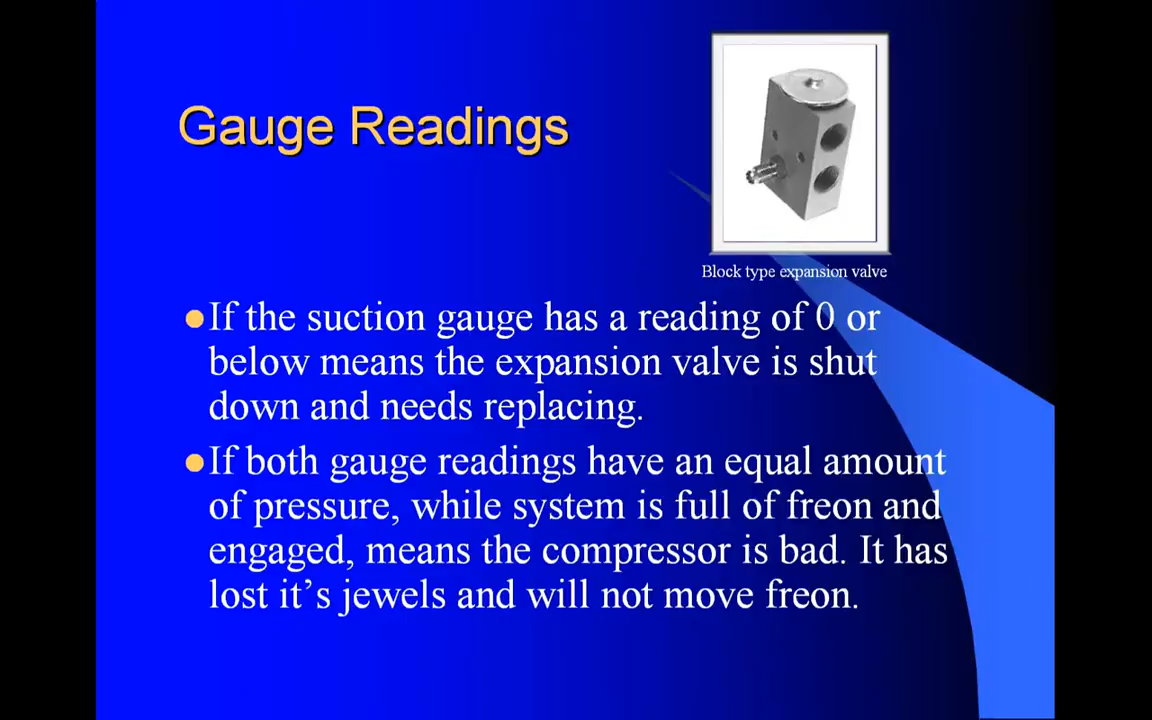 Gauge Readings
Block type expansion valve
If the suction gauge has a reading of 0 or
below means the expansion valve is shut
down and needs replacing.
If both gauge readings have an equal amount
of pressure, while system is full of freon and
engaged, means the compressor is bad. It has
lost it’s jewels and will not move freon.